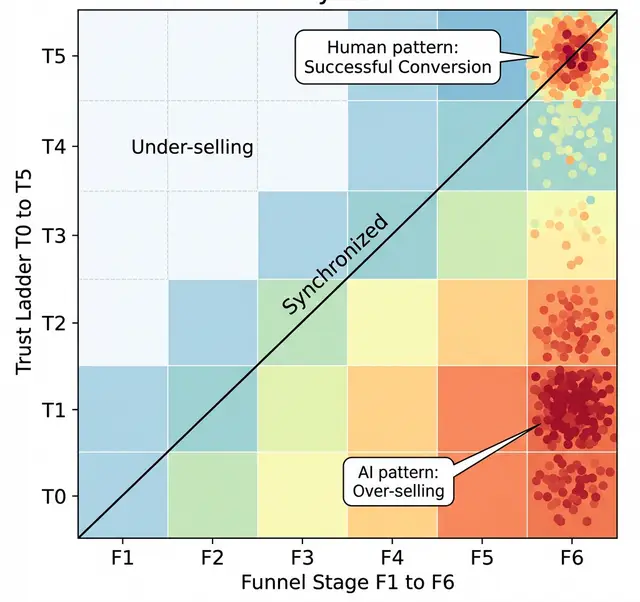 T5
T4
T3
T2
T1
T0
Trust Ladder T0 to T5
Human pattern:
Successful Conversion
Under-selling
Synchronized
AI pattern:
Over-selling
F1 F2 F3 F4 F5 F6
Funnel Stage F1 to F6